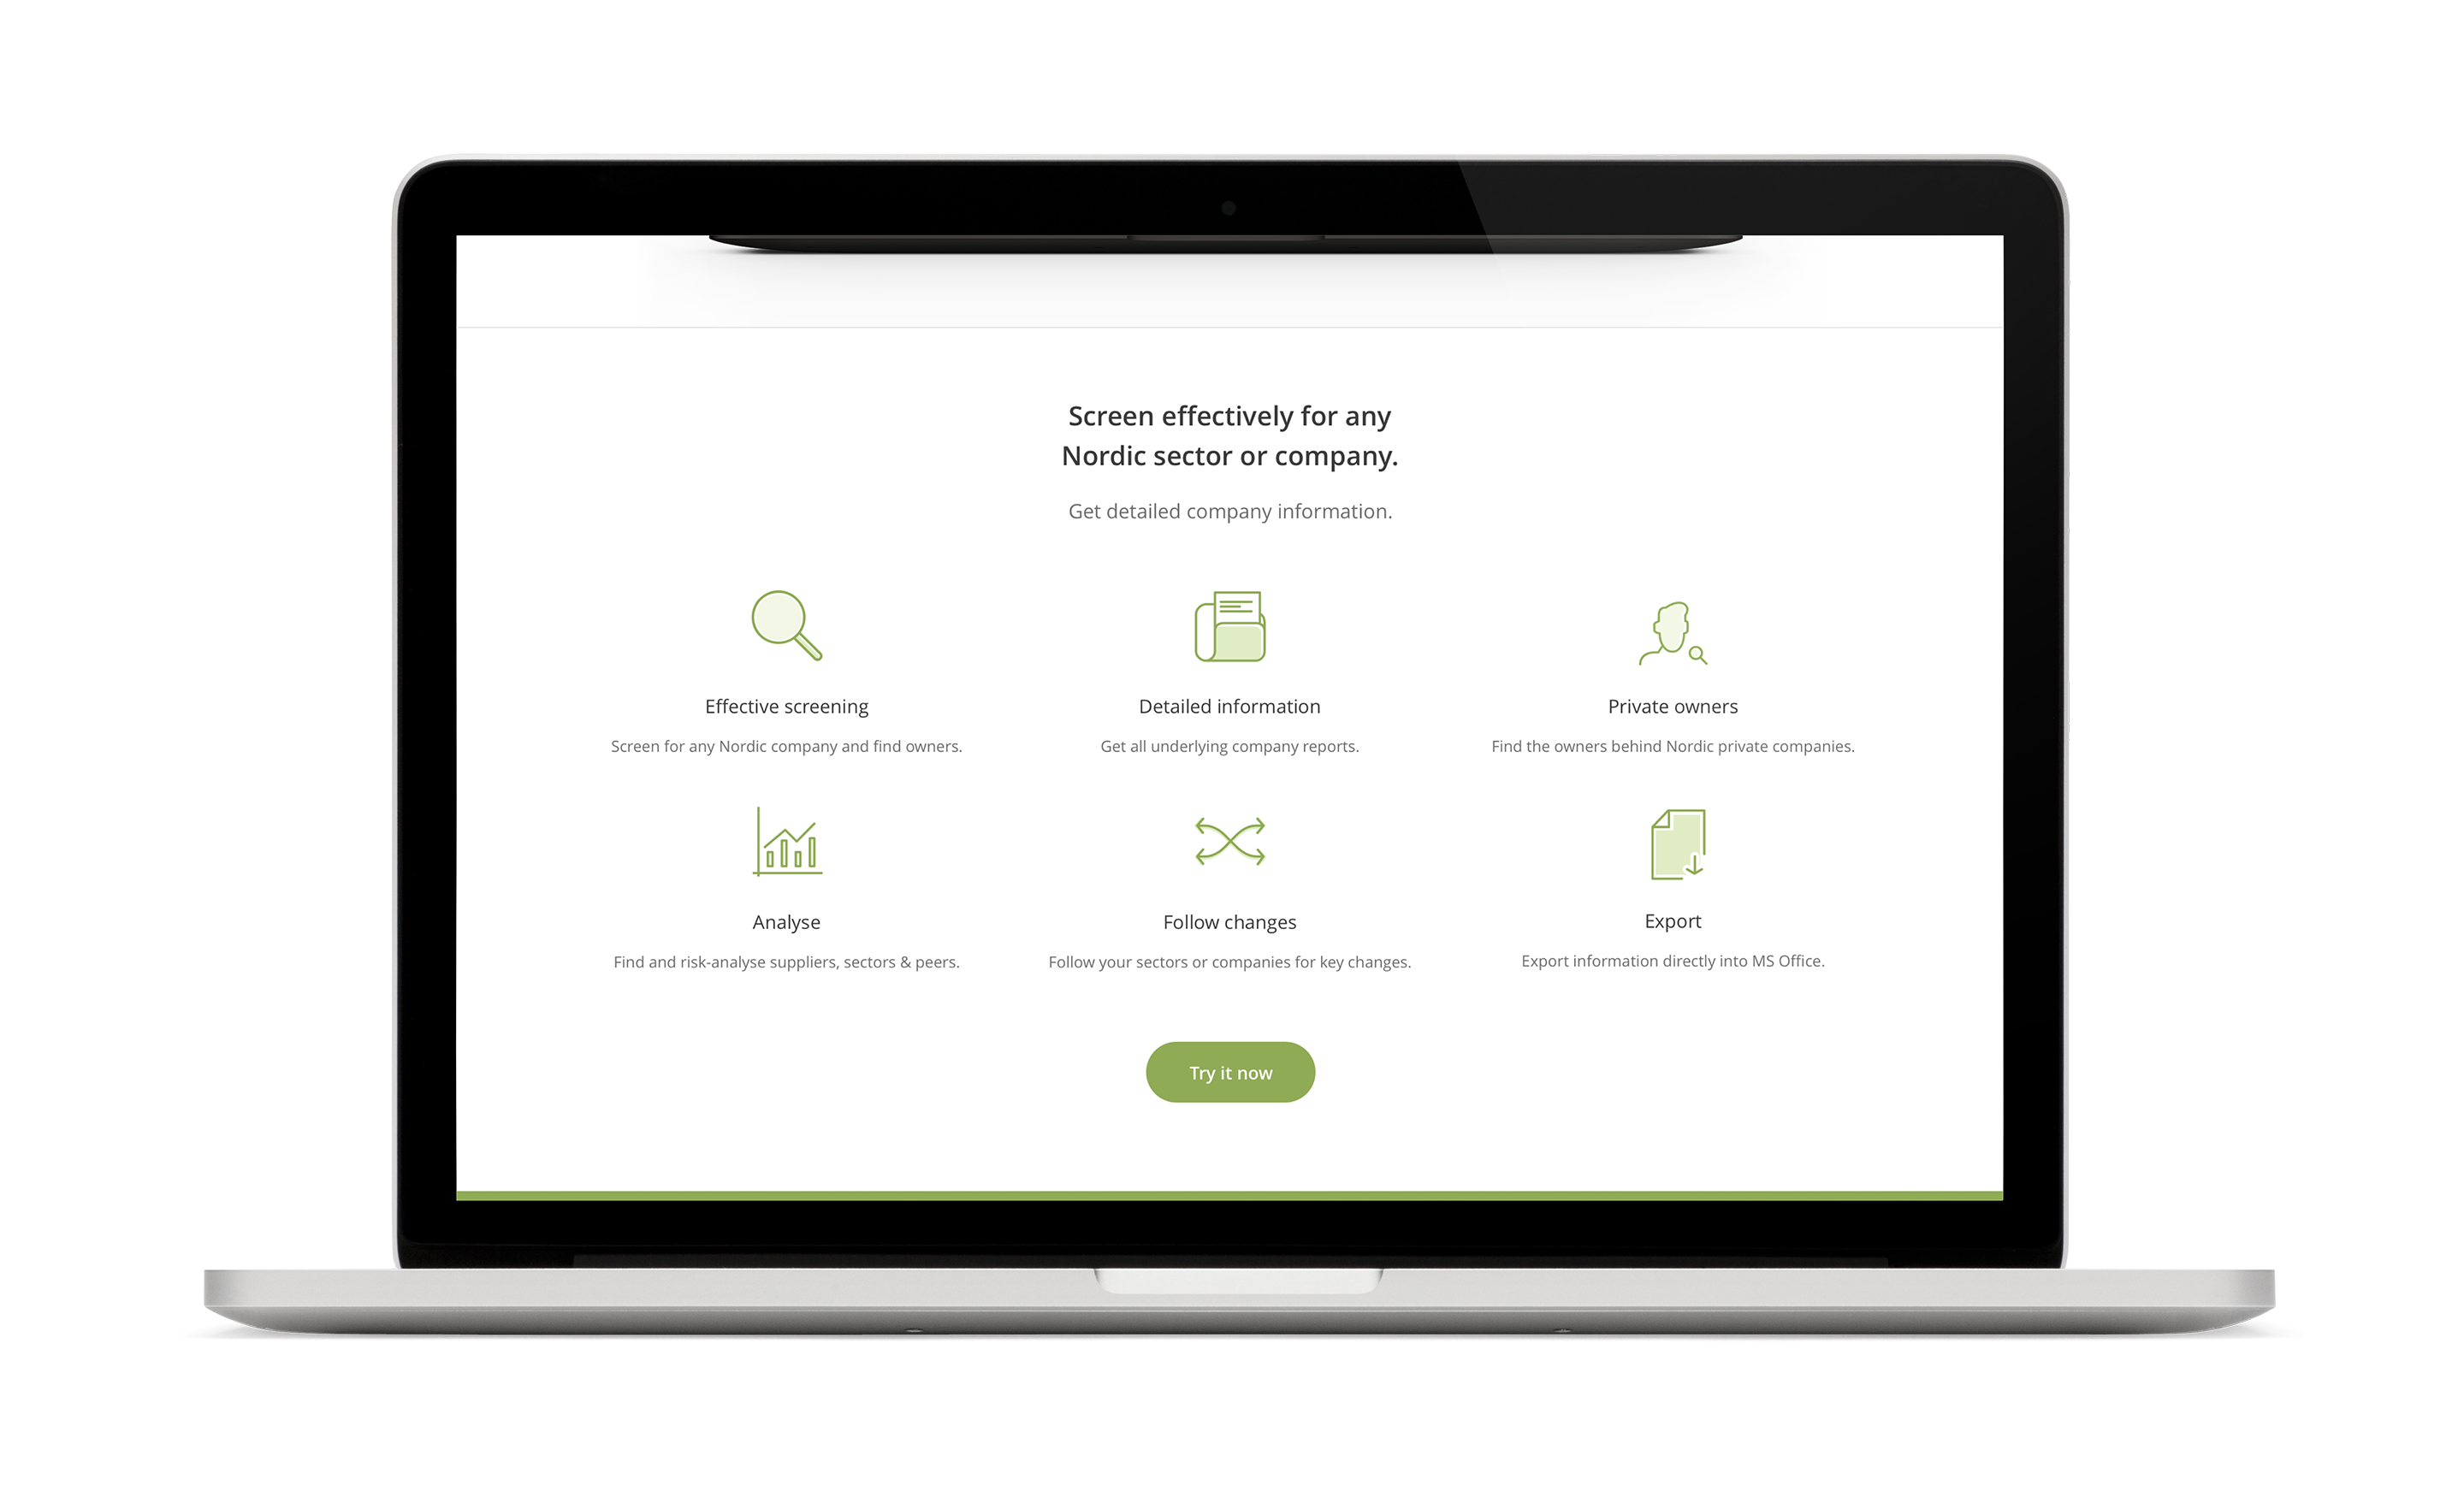 Screen effectively for any
Nordic sector or company.
Get detailed company information.
Effective screening
Screen for any Nordic company and find owners.
Detailed information
Get all underlying company reports.
Private owners
Find the owners behind Nordic private companies.
Analyse
Find and risk-analyse suppliers, sectors & peers.
Follow changes
Follow your sectors or companies for key changes.
Export
Export information directly into MS Office.
Try it now